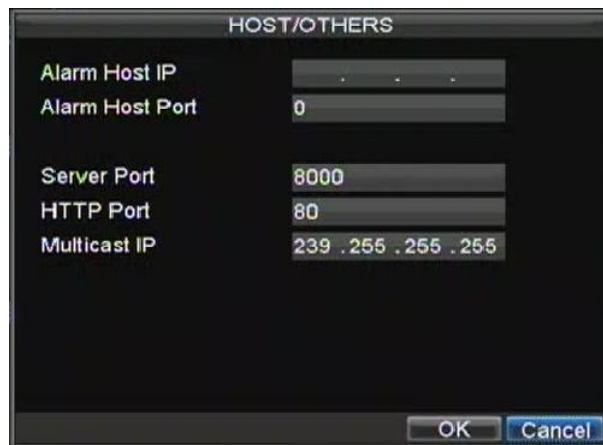 HOST/OTHERS
Alarm Host IP . . .
Alarm Host Port 0
Server Port 8000
HTTP Port 80
Multicast IP 239 .255 .255 .255
OK Cancel